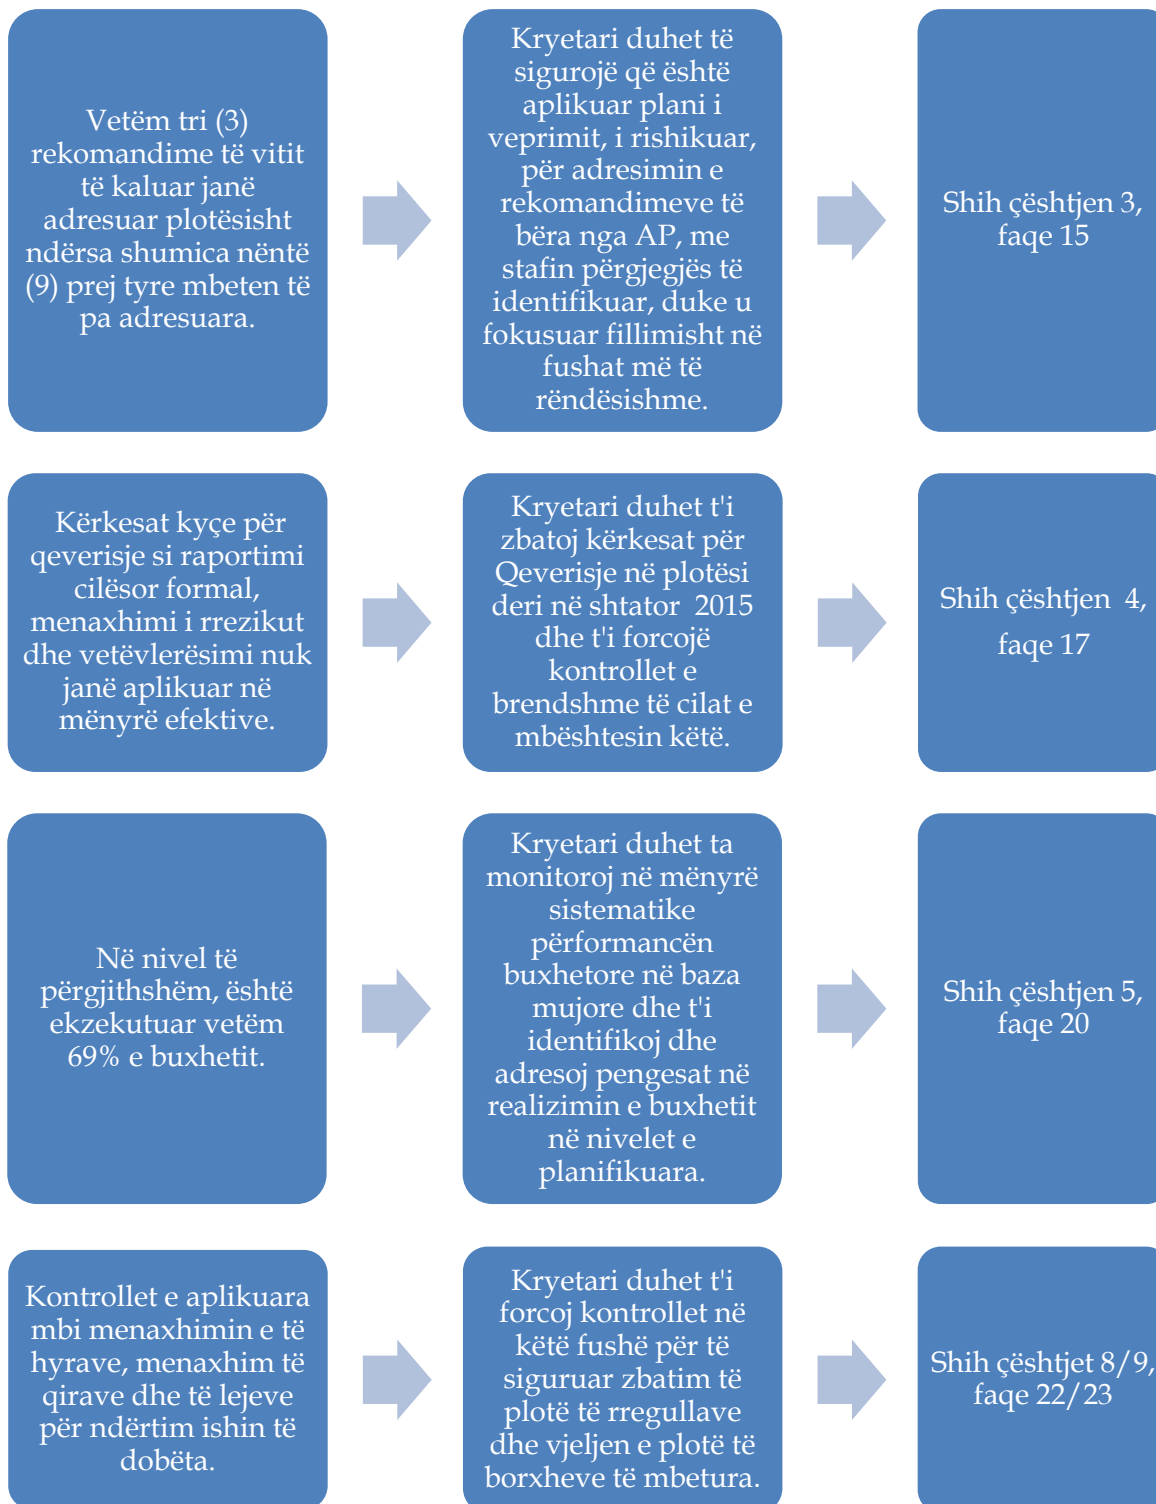 Vetëm tri (3)
rekomandime të vitit
të kaluar janë
adresuar plotësisht
ndërsa shumica nëntë
(9) prej tyre mbeten të
pa adresuara.
Kryetari duhet të
sigurojë që është
aplikuar plani i
veprimit, i rishikuar,
për adresimin e
rekomandimeve të
bëra nga AP, me
stafin përgjegjës të
identifikuar, duke u
fokusuar fillimisht në
fushat më të
rëndësishme.
Shih çështjen 3,
faqe 15
Kërkesat kyçe për
qeverisje si raportimi
cilësor formal,
menaxhimi i rrezikut
dhe vetëvlerësimi nuk
janë aplikuar në
mënyrë efektive.
Kryetari duhet t'i
zbatoj kërkesat për
Qeverisje në plotësi
deri në shtator 2015
dhe t'i forcojë
kontrollet e
brendshme të cilat e
mbështesin këtë.
Shih çështjen 4,
faqe 17
Në nivel të
përgjithshëm, është
ekzekutuar vetëm
69% e buxhetit.
Kryetari duhet ta
monitoroj në mënyrë
sistematike
përformancën
buxhetore në baza
mujore dhe t'i
identifikoj dhe
adresoj pengesat në
realizimin e buxhetit
në nivelet e
planifikuara.
Shih çështjen 5,
faqe 20
Kontrollet e aplikuara
mbi menaxhimin e të
hyrave, menaxhim të
qirave dhe të lejeve
për ndërtim ishin të
dobëta.
Kryetari duhet t'i
forcoj kontrollet në
këtë fushë për të
siguruar zbatim të
plotë të rregullave
dhe vjeljen e plotë të
borxheve të mbetura.
Shih çështjet 8/9,
faqe 22/23